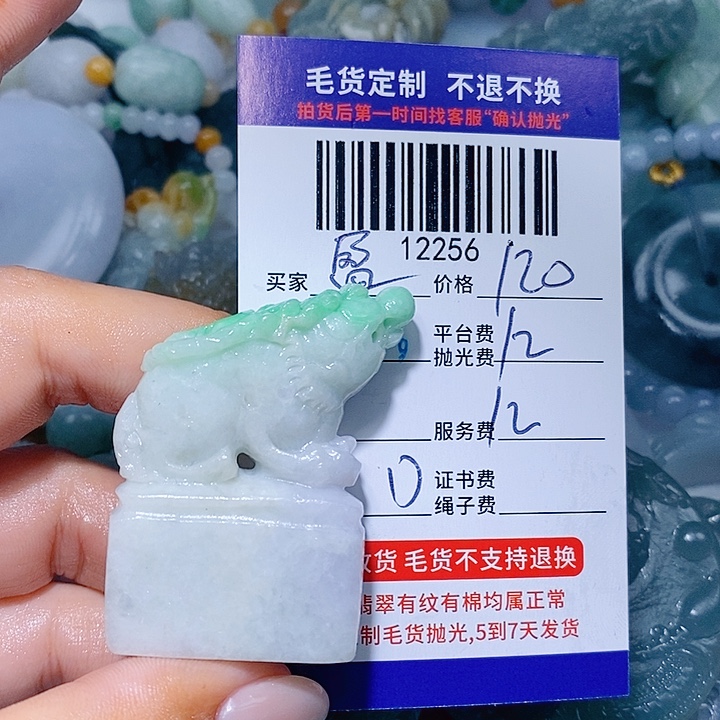 毛货定制 不退不换
拍货后第一时间找客服“确认抛光”
12256
买家 价格 120
平台费
抛光费 12
服务费 12
证书费
绳子费
货 毛货不支持退换
翡翠有纹有棉均属正常
制毛货抛光,5到7天发货